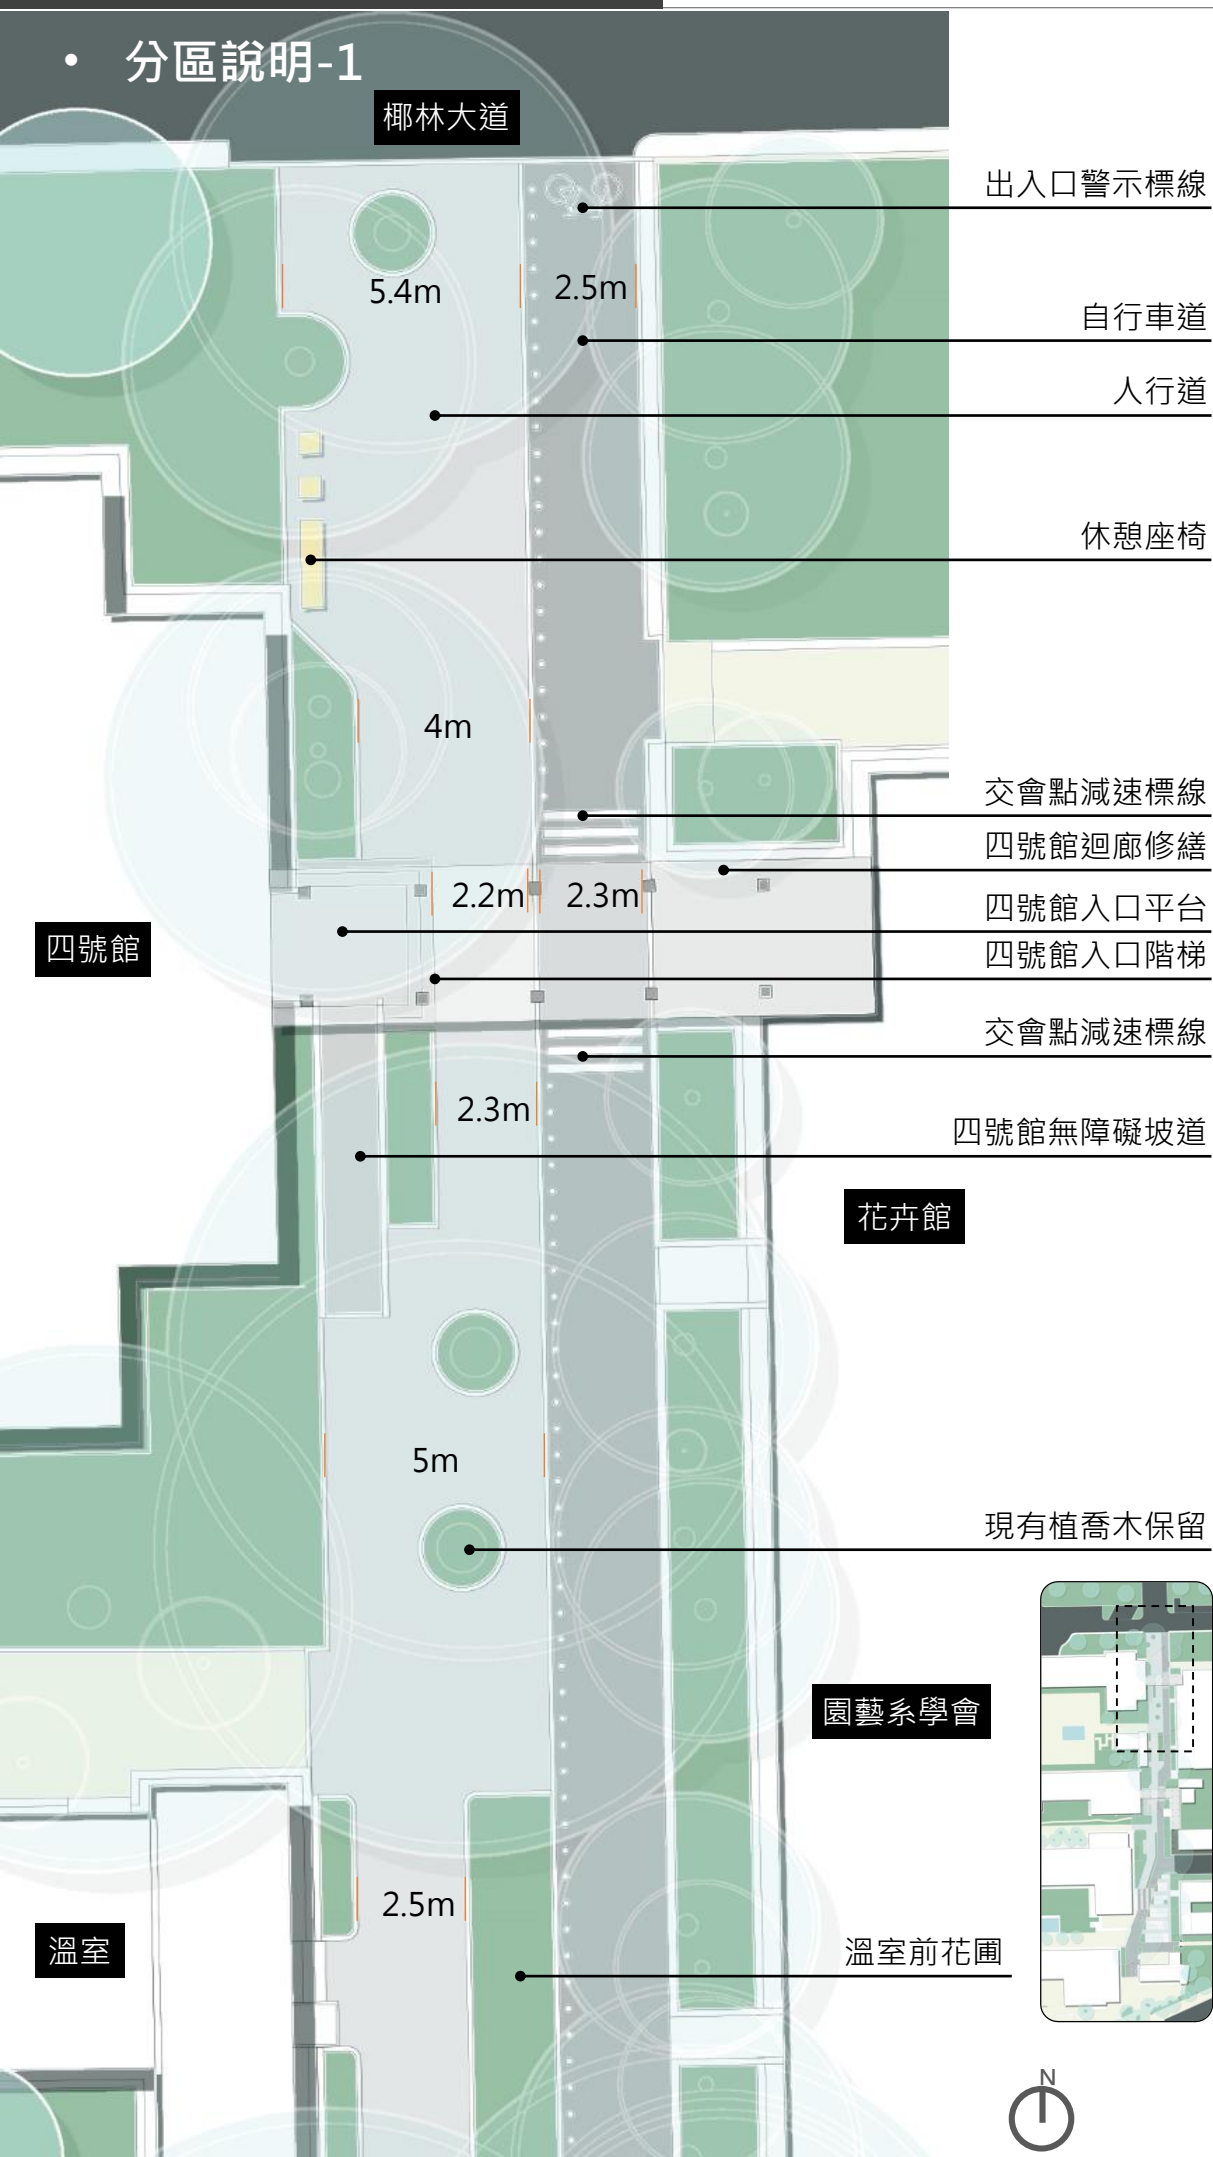 • 分區說明-1
椰林大道
出入口警示標線
5.4m
2.5m
自行車道
人行道
休憩座椅
4m
交會點減速標線
四號館迴廊修繕
2.2m
2.3m
四號館入口平台
四號館
四號館入口階梯
交會點減速標線
2.3m
四號館無障礙坡道
花卉館
5m
現有植喬木保留
園藝系學會
2.5m
溫室
溫室前花圃
N